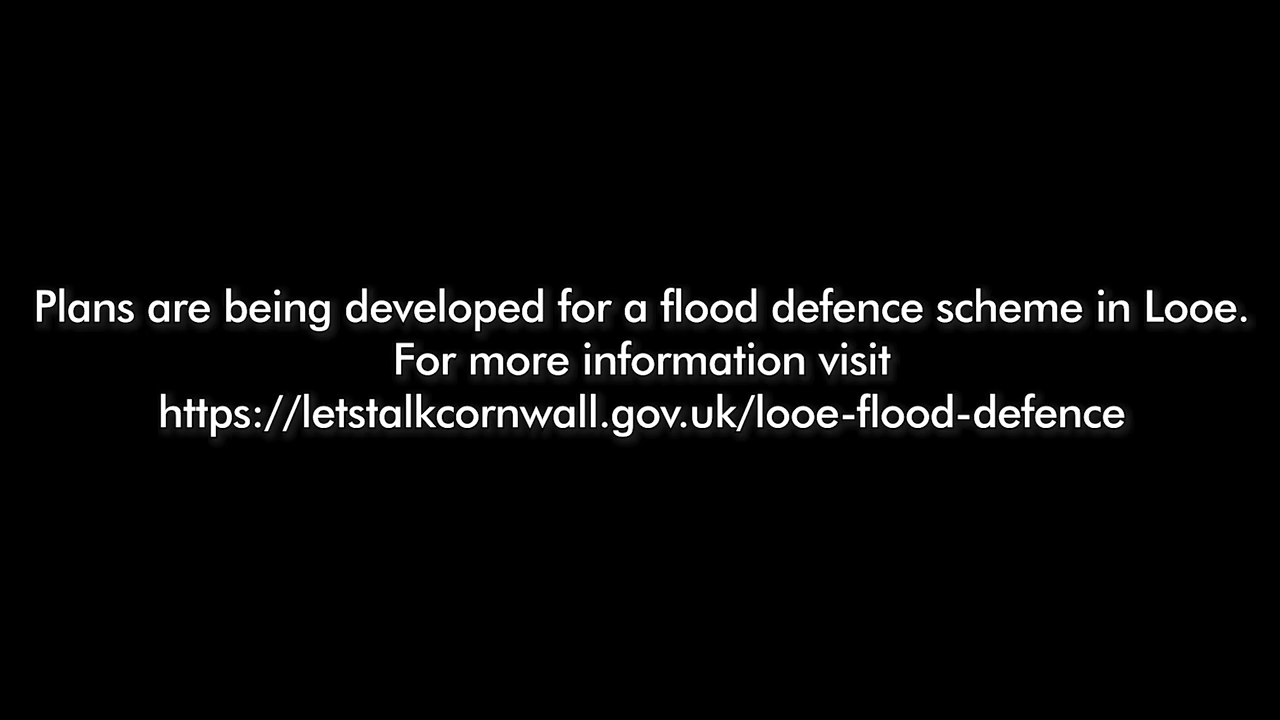 Plans are being developed for a flood defence scheme in Looe.
For more information visit
https://letstalkcornwall.gov.uk/looe-flood-defence